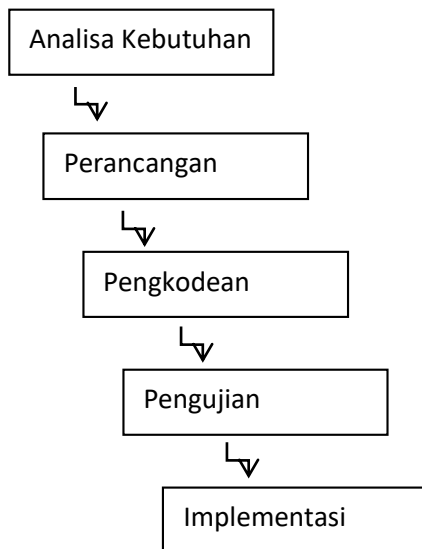 Analisa Kebutuhan
Perancangan
Pengkodean
Pengujian
Implementasi